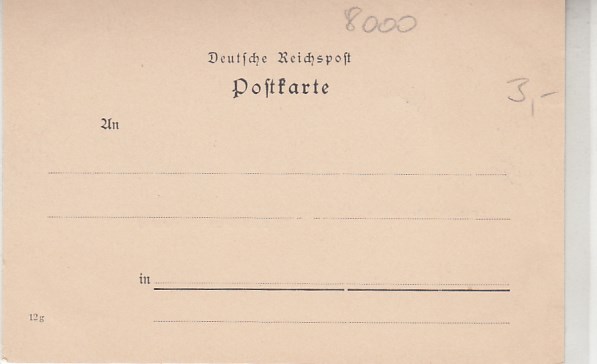 8000
Deutſche Reichspoſt
Poſtkarte
3,-
An
in
12g